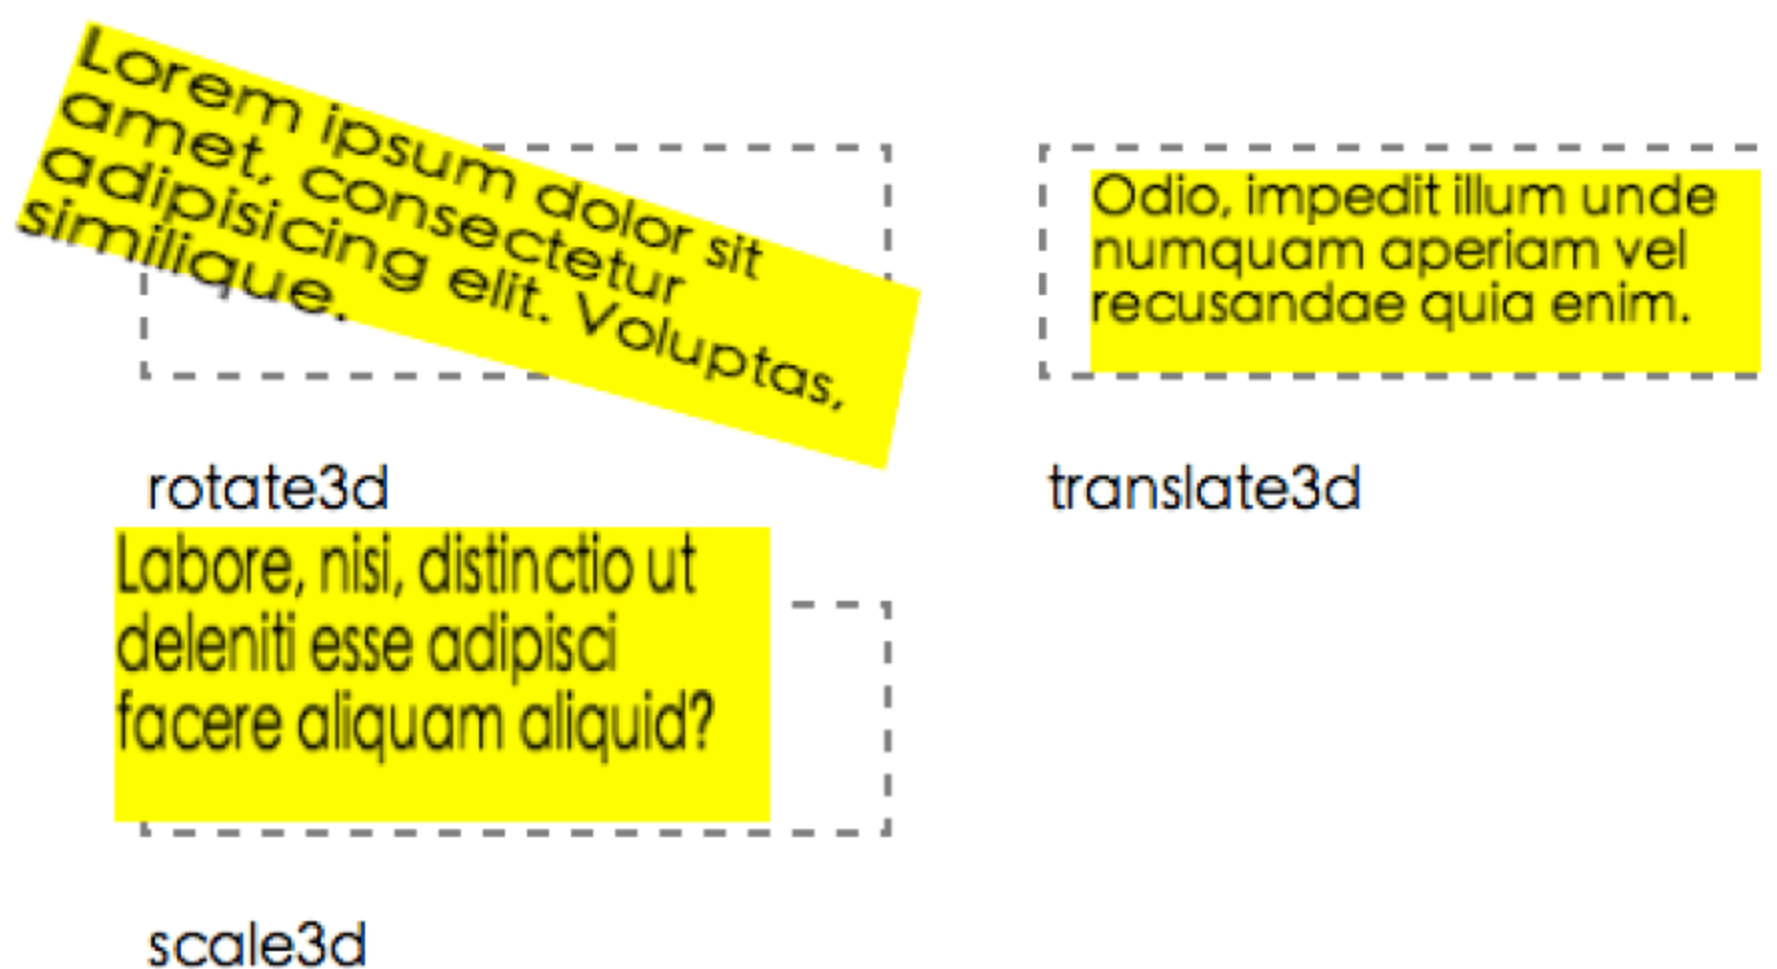 Lorem ipsum dolor sit
amet, consectetur
adipisicing elit. Voluptas,
similique.
rotate3d
Odio, impedit illum unde
numquam aperiam vel
recusandae quia enim.
translate3d
Labore, nisi, distinctio ut
deleniti esse adipisci
facere aliquam aliquid?
scale3d